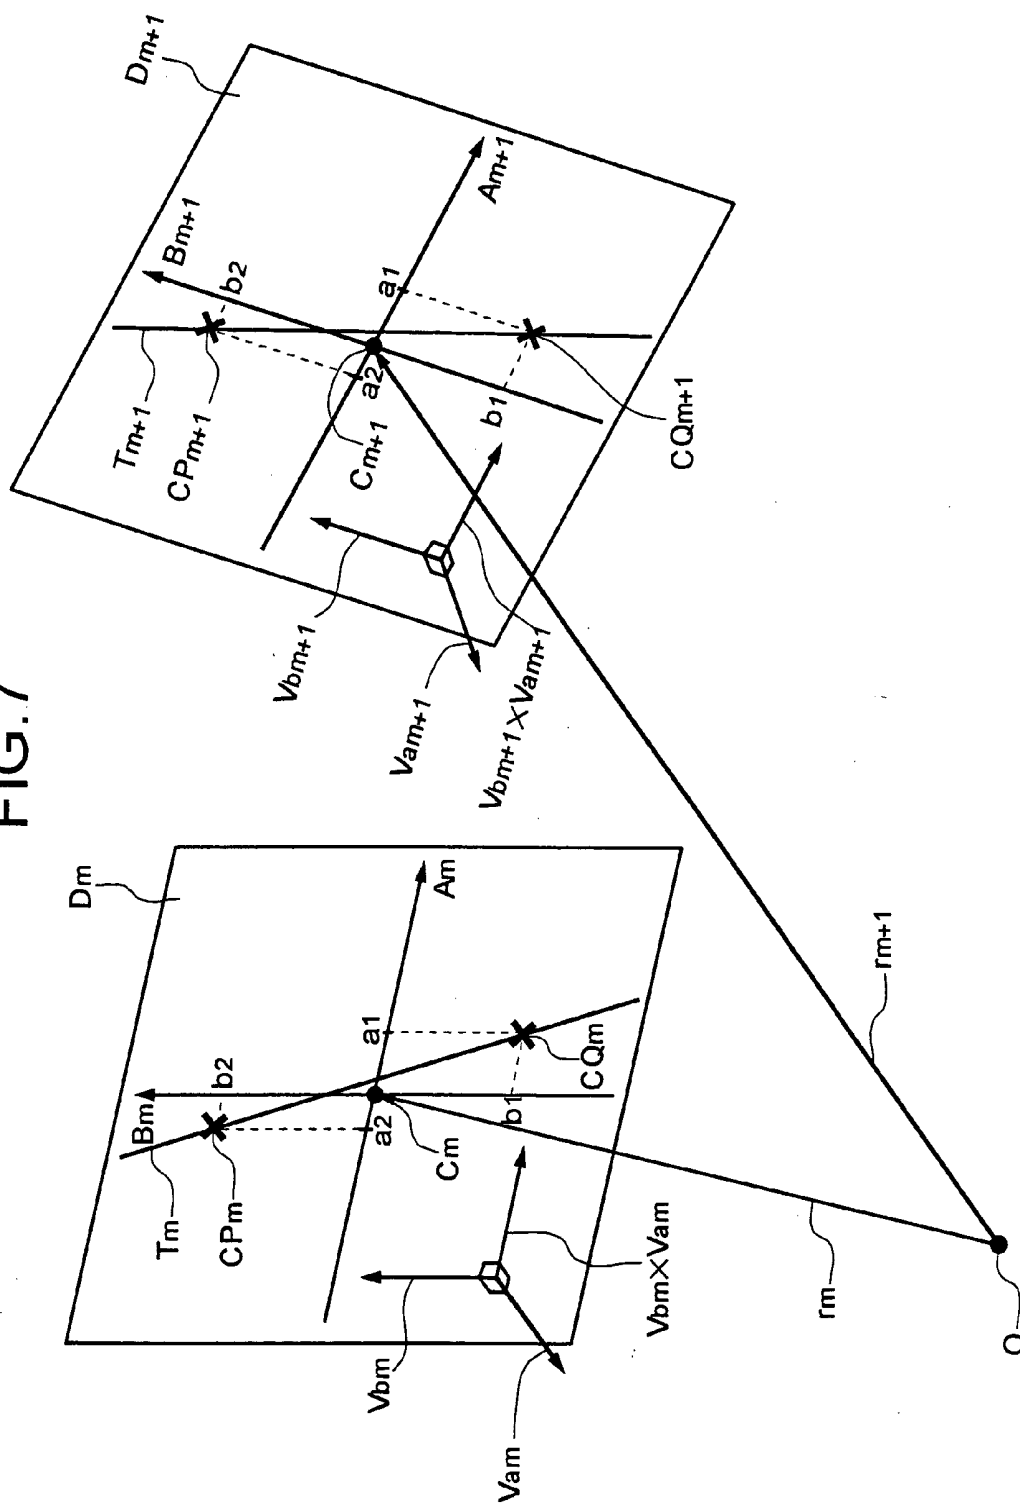 FIG. 7
Dm+1
Bm+1
b2
Am+1
a1
Tm+1
CPm+1
a2
Cm+1
b1
CQm+1
Vbm+1
Vam+1
Vbm+1×Vam+1
Dm
Bm
b2
Am
a1
Tm
CPm
a2
Cm
b1
CQm
Vbm
Vam
Vbm×Vam
rm
rm+1
O